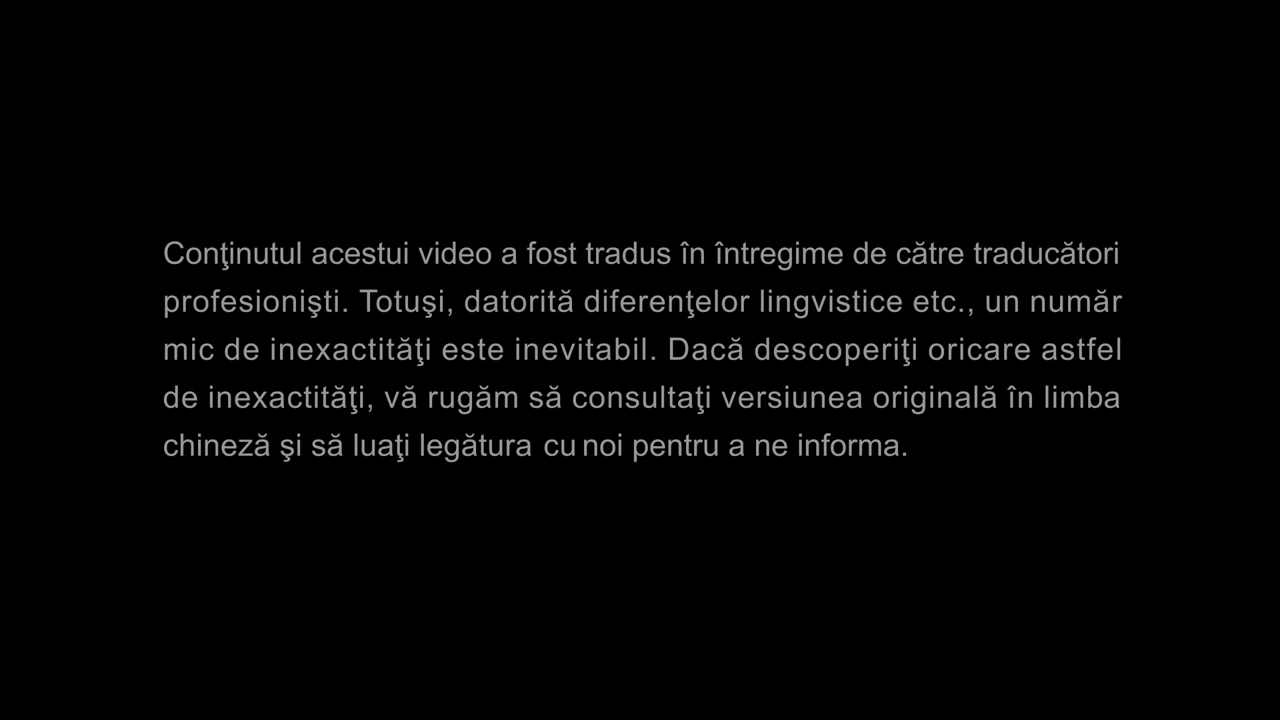 Conţinutul acestui video a fost tradus în întregime de către traducători
profesionişti. Totuşi, datorită diferenţelor lingvistice etc., un număr
mic de inexactităţi este inevitabil. Dacă descoperiţi oricare astfel
de inexactităţi, vă rugăm să consultaţi versiunea originală în limba
chineză şi să luaţi legătura cu noi pentru a ne informa.